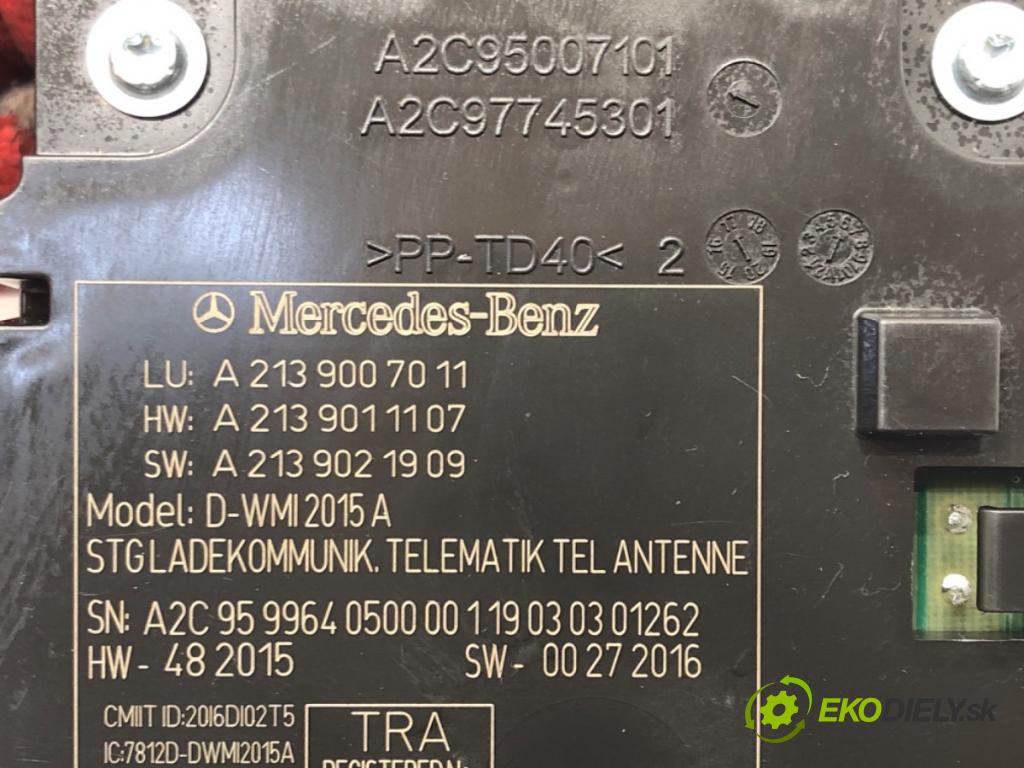 A2C95007101
A2C97745301
>PP-TD40< 2
Mercedes-Benz
LU: A 213 900 70 11
HW: A 213 901 11 07
SW: A 213 902 19 09
Model: D-WMI 2015 A
STG LADEKOMMUNIK. TELEMATIK TEL ANTENNE
SN: A2C 95 9964 0500 00 1 19 03 0 3 01262
HW- 48 2015 SW- 00 27 2016
CMIIT ID:2016DI02T5
IC:7812D-DWMI2015A
TRA
EKODIELY.sk